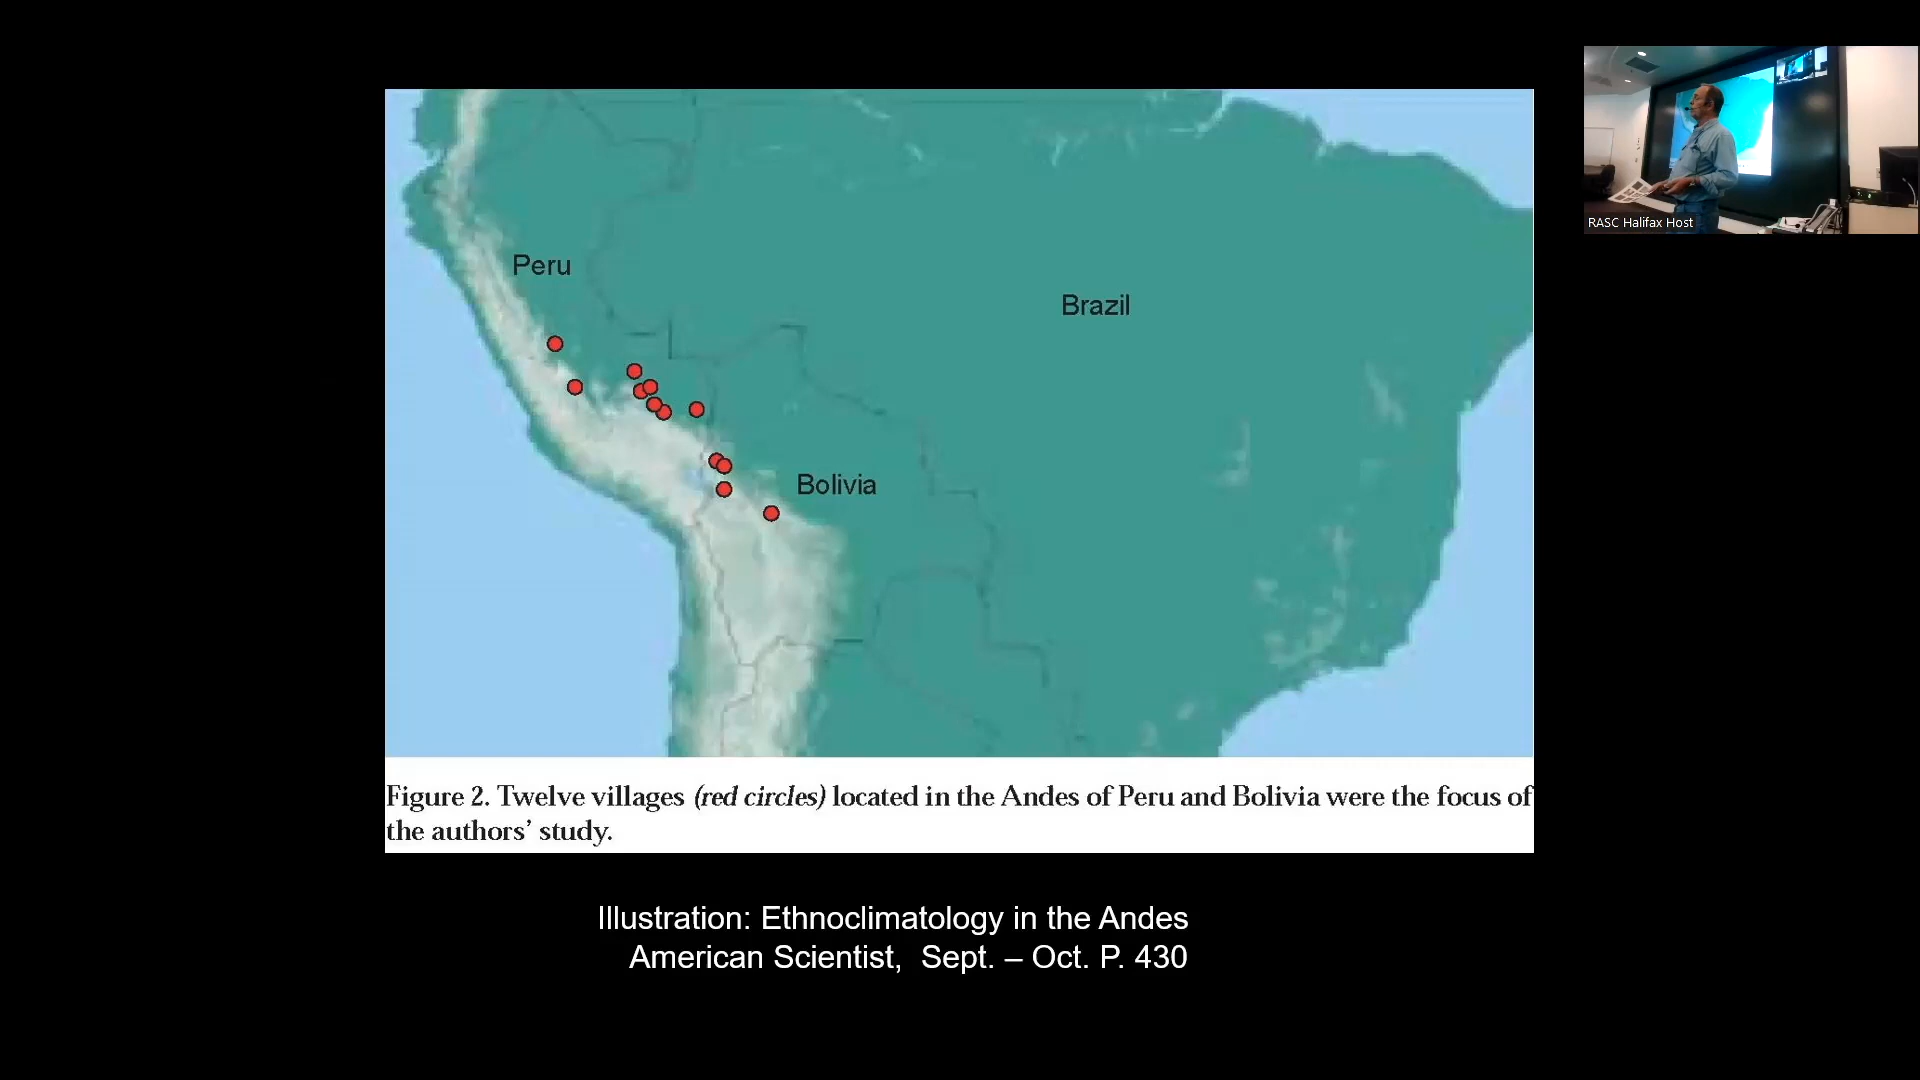 RASC Halifax Host
Peru
Brazil
Bolivia
Figure 2. Twelve villages (red circles) located in the Andes of Peru and Bolivia were the focus of
the authors’ study.
Illustration: Ethnoclimatology in the Andes
American Scientist, Sept. – Oct. P. 430